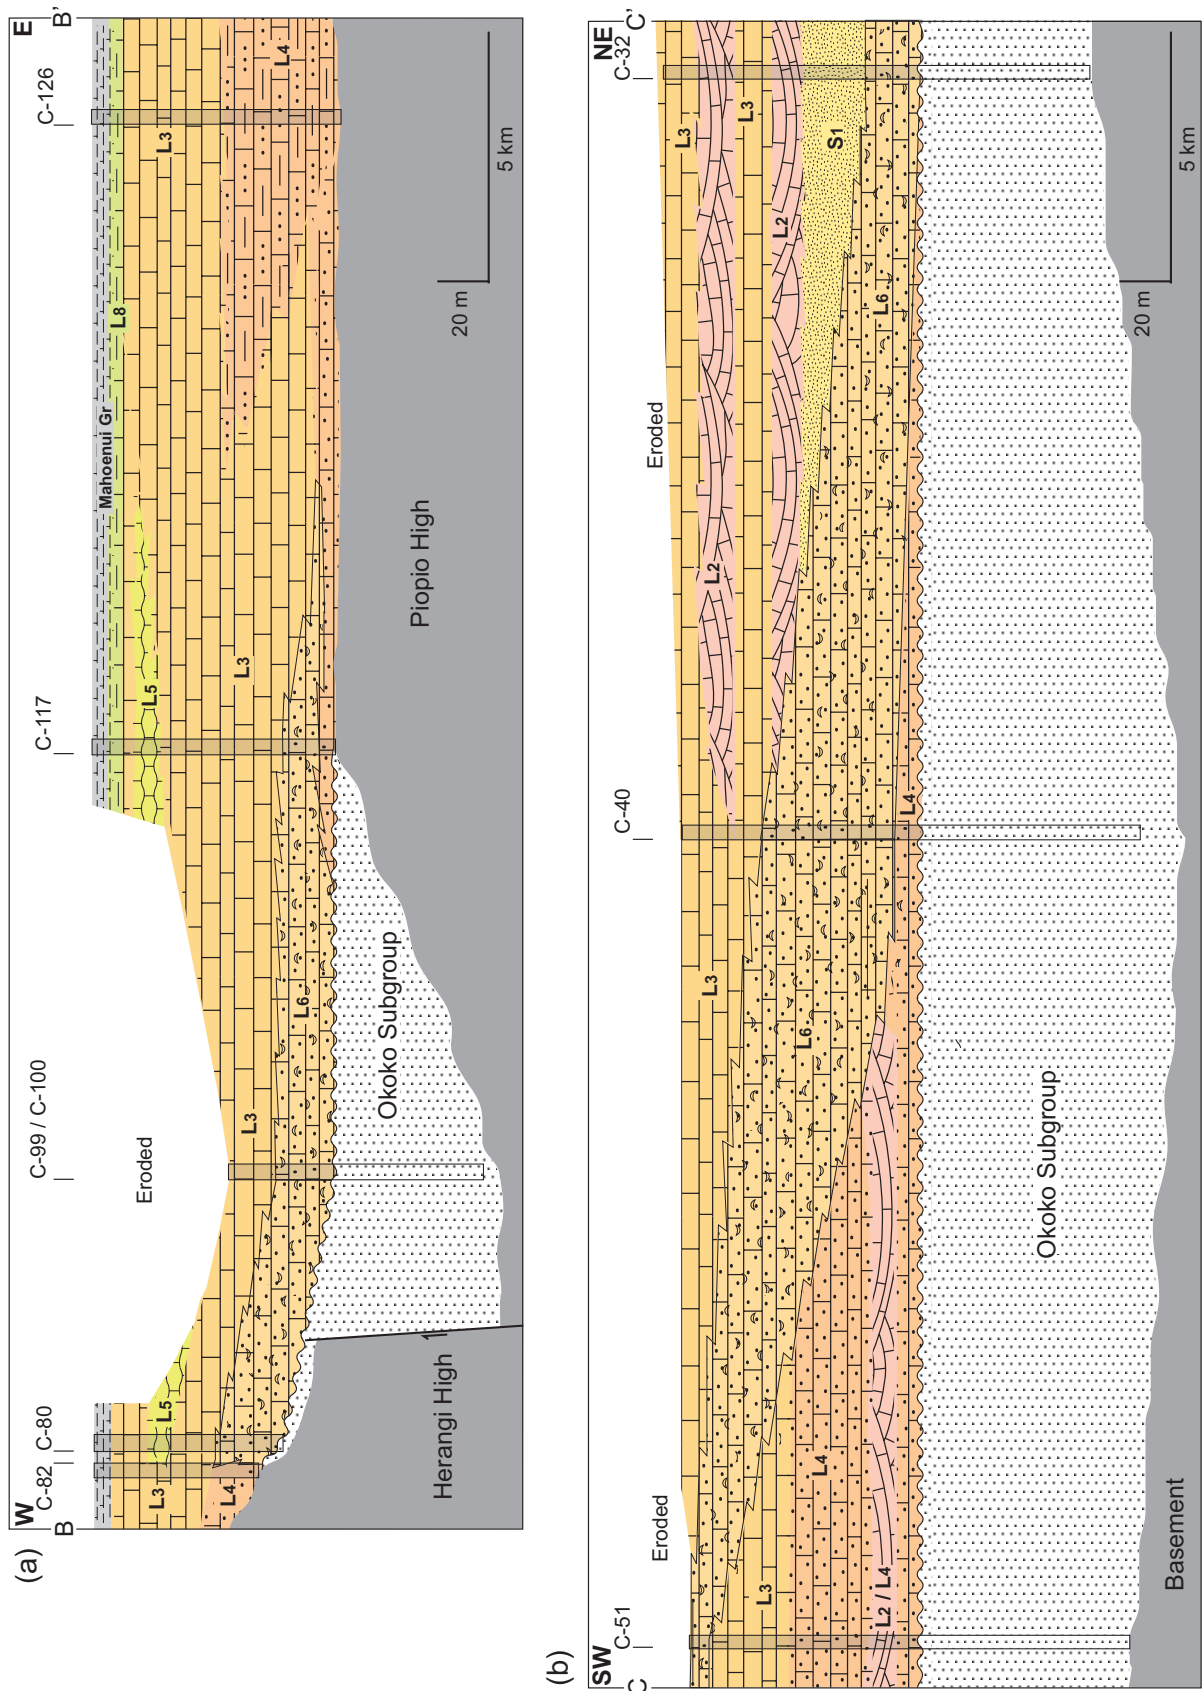 (a)
W
E
B
B'
C-82
C-80
C-99 / C-100
C-117
C-126
Eroded
Mahoenui Gr
L8
L5
L5
L3
L3
L3
L3
L4
L4
L6
Okoko Subgroup
Herangi High
Piopio High
20 m
5 km
1
(b)
SW
NE
C
C'
C-51
C-40
C-32
Eroded
Eroded
L3
L3
L3
L3
L2
L2
S1
L6
L6
L4
L4
L2 / L4
Okoko Subgroup
Basement
20 m
5 km